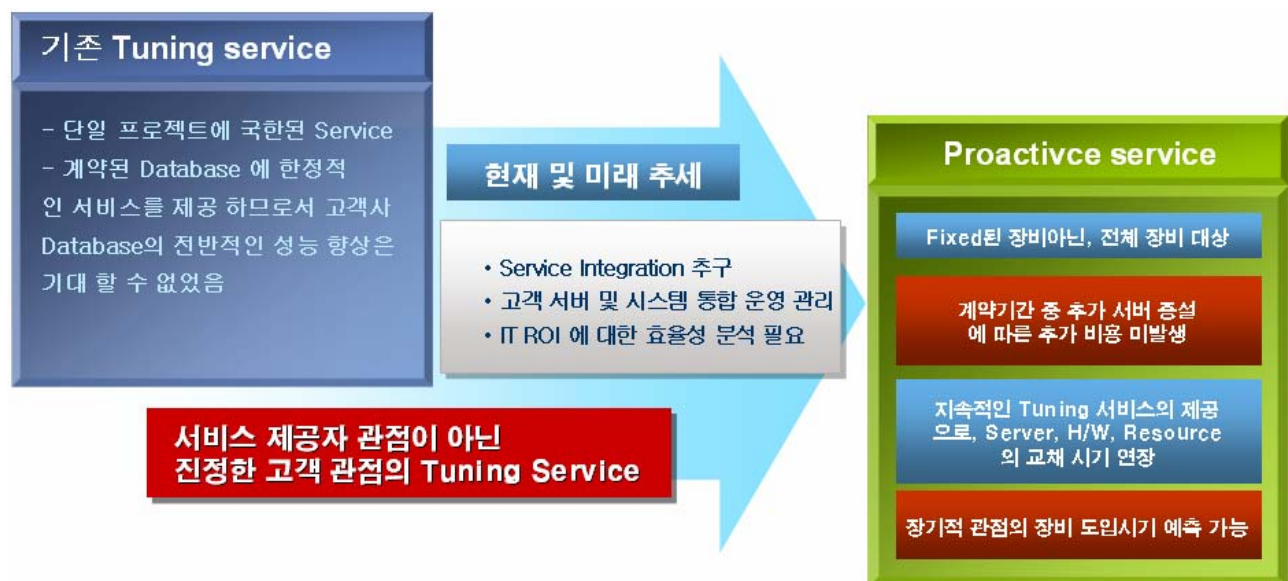 기존 Tuning service
- 단일 프로젝트에 국한된 Service
- 계약된 Database 에 한정적
인 서비스를 제공 하므로서 고객사
Database의 전반적인 성능 향상은
기대 할 수 없었음
현재 및 미래 추세
• Service Integration 추구
• 고객 서버 및 시스템 통합 운영 관리
• IT ROI 에 대한 효율성 분석 필요
서비스 제공자 관점이 아닌
진정한 고객 관점의 Tuning Service
Proactivce service
Fixed된 장비아닌, 전체 장비 대상
계약기간 중 추가 서버 증설
에 따른 추가 비용 미발생
지속적인 Tuning 서비스의 제공
으로, Server, H/W, Resource
의 교체 시기 연장
장기적 관점의 장비 도입시기 예측 가능